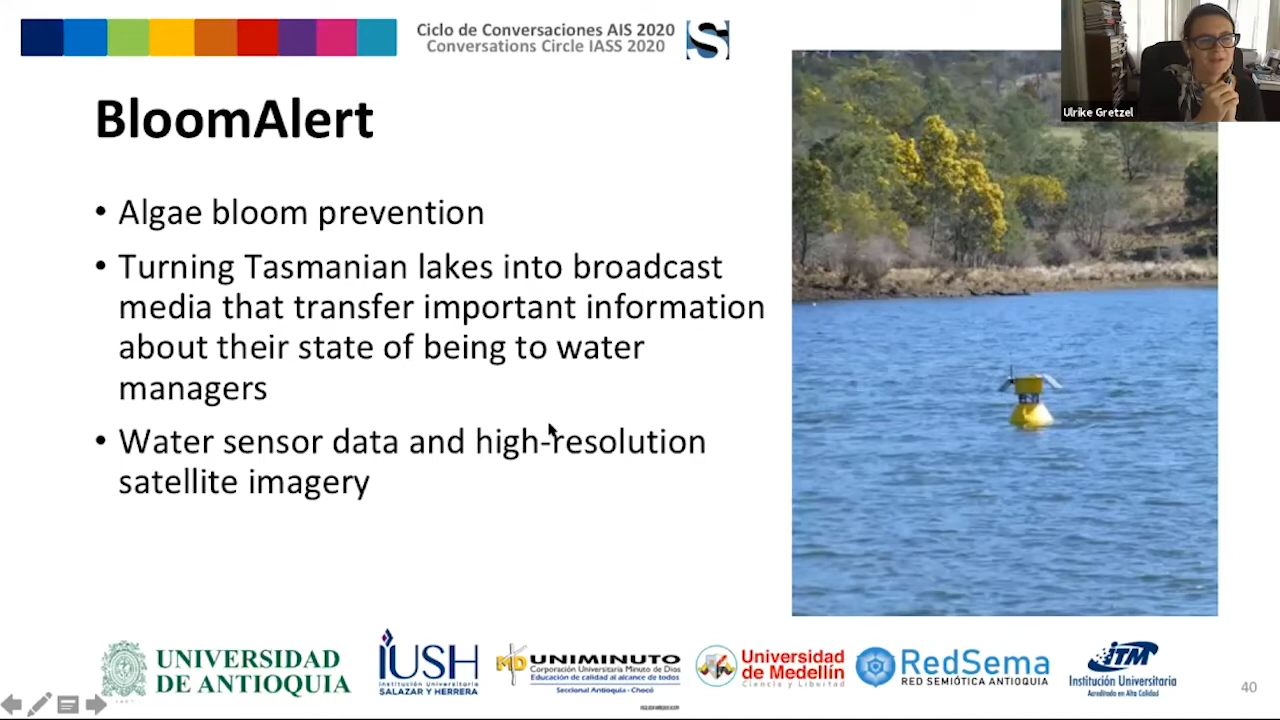 Ciclo de Conversaciones AIS 2020
Conversations Circle IASS 2020
S
Ulrike Gretzel
BloomAlert
• Algae bloom prevention
• Turning Tasmanian lakes into broadcast
media that transfer important information
about their state of being to water
managers
• Water sensor data and high-resolution
satellite imagery
UNIVERSIDAD
DE ANTIOQUIA
IUSH
Institución Universitaria
SALAZAR Y HERRERA
MD UNIMINUTO
Corporación Universitaria Minuto de Dios
Educación de calidad al alcance de todos
Seccional Antioquia - Chocó
Universidad
de Medellín
Ciencia y Libertad
RedSema
RED SEMIÓTICA ANTIOQUIA
iTM
Institución Universitaria
Acreditada en Alta Calidad
40